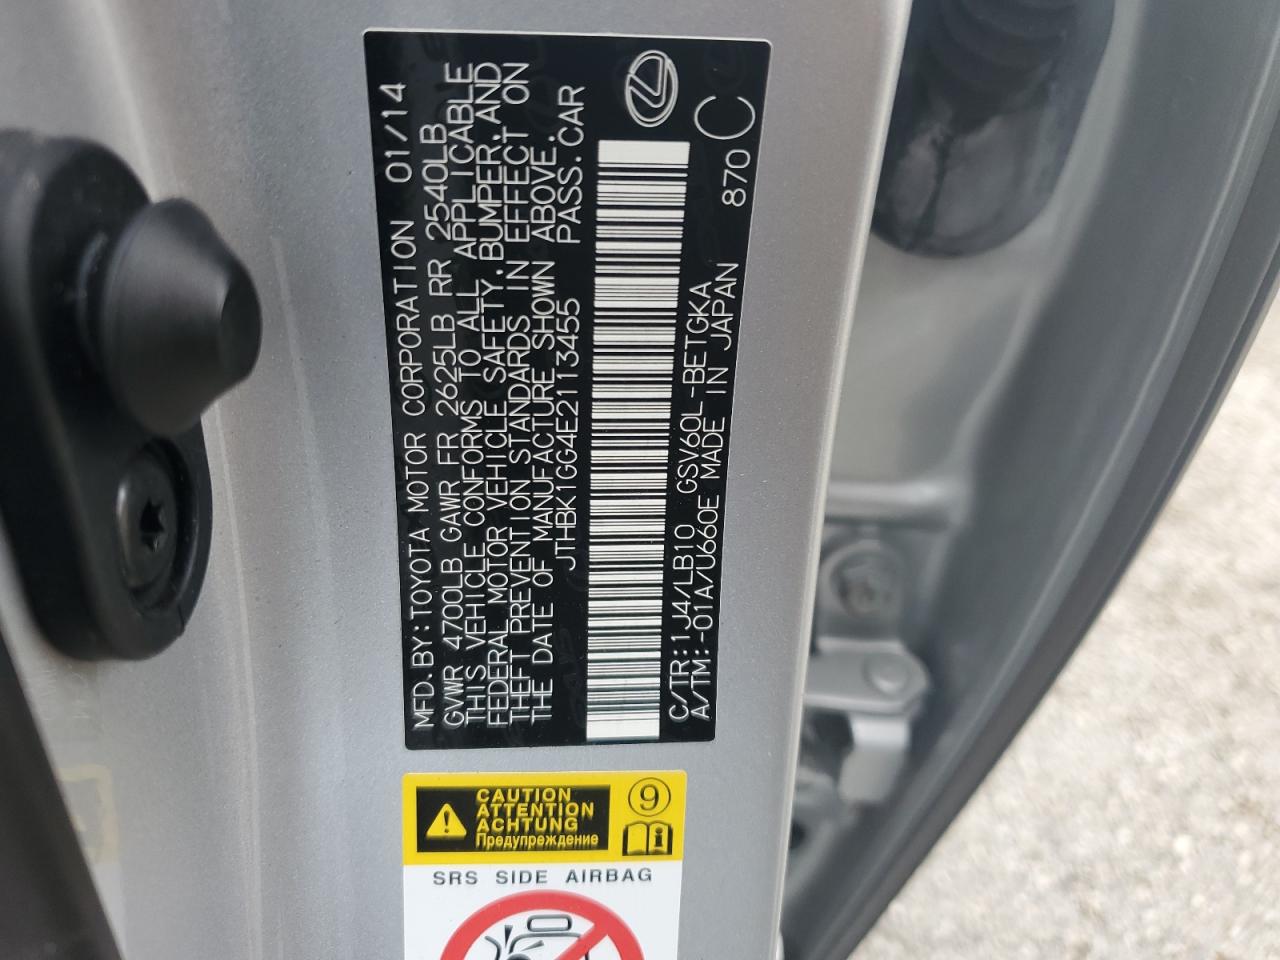 MFD.BY:TOYOTA MOTOR CORPORATION 01/14
GVWR 4700LB GAWR FR 2625LB RR 2540LB
THIS VEHICLE CONFORMS TO ALL APPLICABLE
FEDERAL MOTOR VEHICLE SAFETY,BUMPER,AND
THEFT PREVENTION STANDARDS IN EFFECT ON
THE DATE OF MANUFACTURE SHOWN ABOVE.
JTHBK1GG4E2113455 PASS.CAR
C/TR:1J4/LB10 GSV60L-BETGKA 870 C
A/TM:-01A/U660E MADE IN JAPAN
CAUTION
ATTENTION
ACHTUNG
Предупреждение
9
SRS SIDE AIRBAG